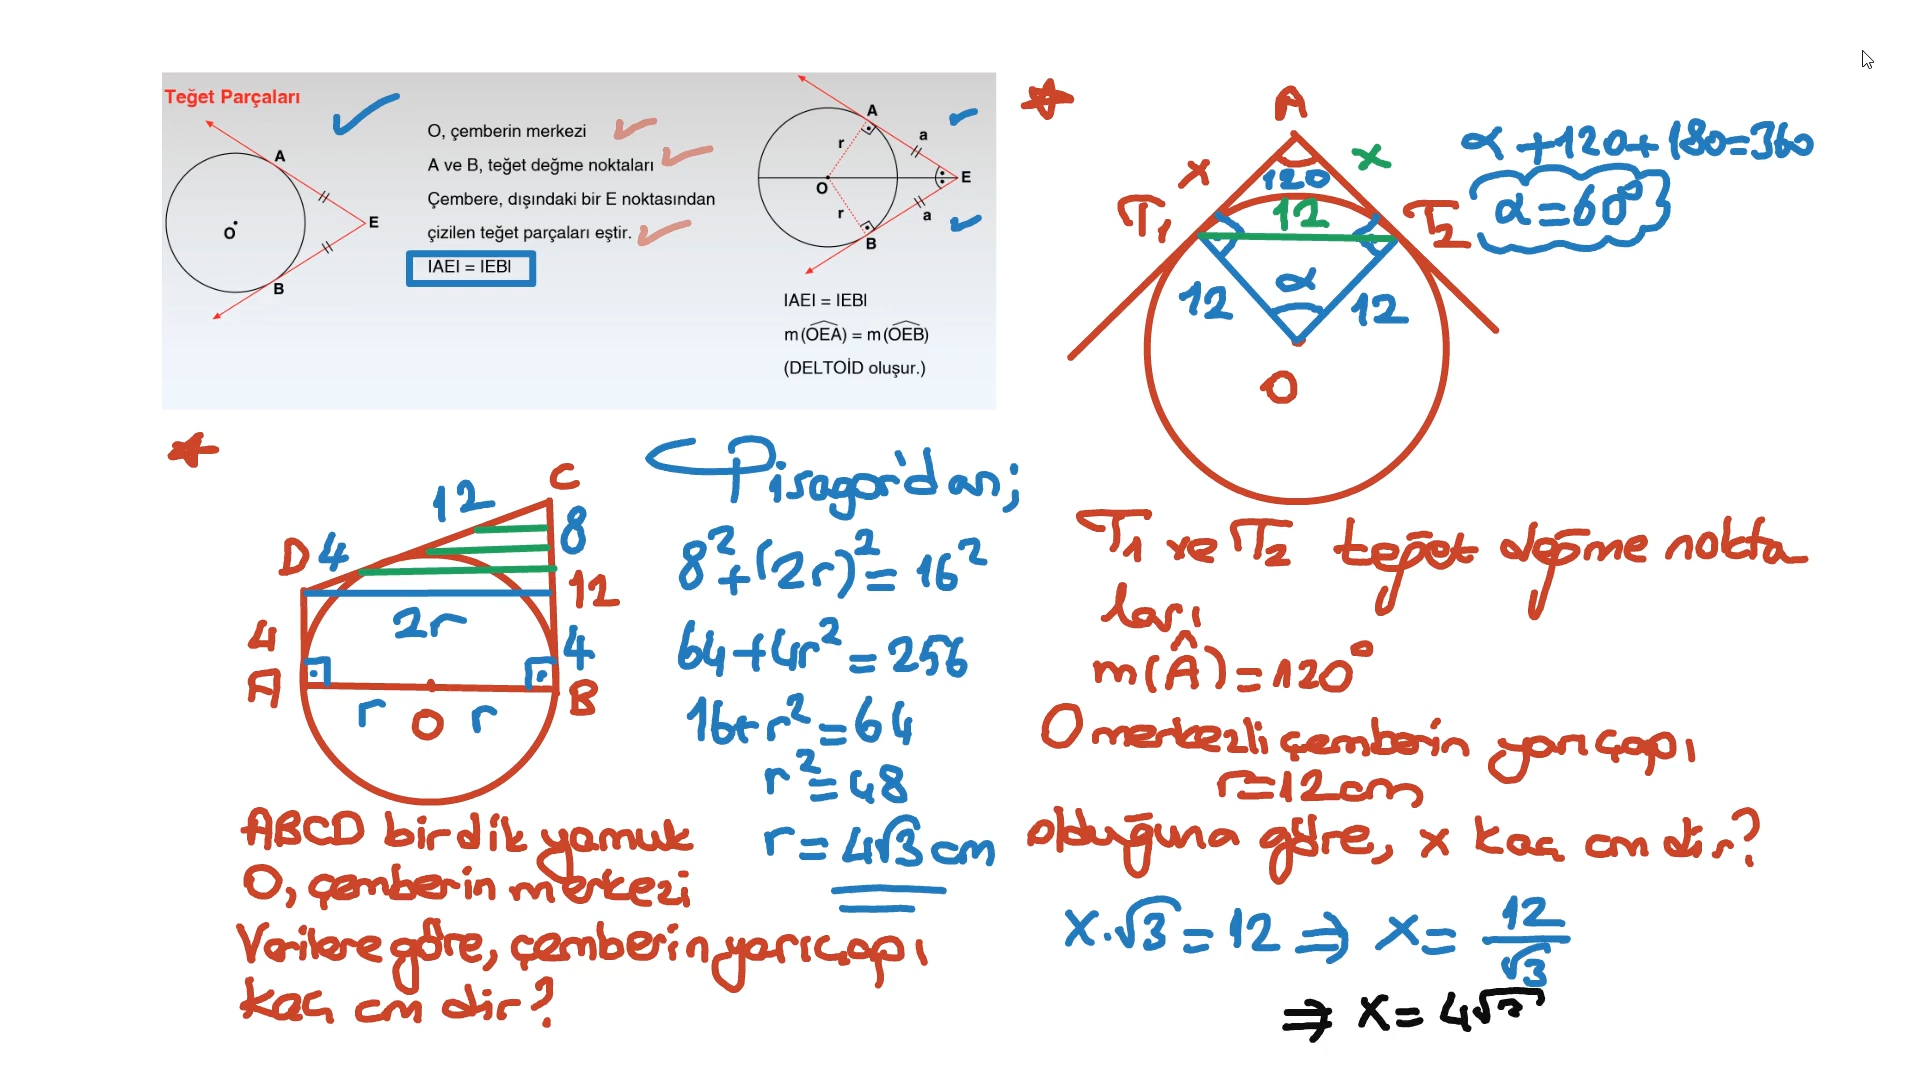 Teğet Parçaları
A
O
E
B
O, çemberin merkezi
A ve B, teğet değme noktaları
Çembere, dışındaki bir E noktasından
çizilen teğet parçaları eştir.
IAEI = IEBI
A
a
r
O
E
r
a
B
IAEI = IEBI
m(OEA) = m(OEB)
(DELTOİD oluşur.)
A
x
x
120
T₁
12
T₂
α
12
12
O
α+120+180=360
α=60°
T₁ ve T₂ teğet değme nokta
ları
m(Â)=120°
O merkezli çemberin yarıçapı
r=12cm
olduğuna göre, x kaç cm dir?
x.√3=12 ⇒ x=12/√3
⇒ x=4√3
C
12
8
D
4
12
2r
4
4
A
B
r
O
r
ABCD bir dik yamuk
O, çemberin merkezi
Verilere göre, çemberin yarıçapı
kaç cm dir?
Pisagor'dan;
8²+(2r)²=16²
64+4r²=256
16+r²=64
r²=48
r=4√3 cm